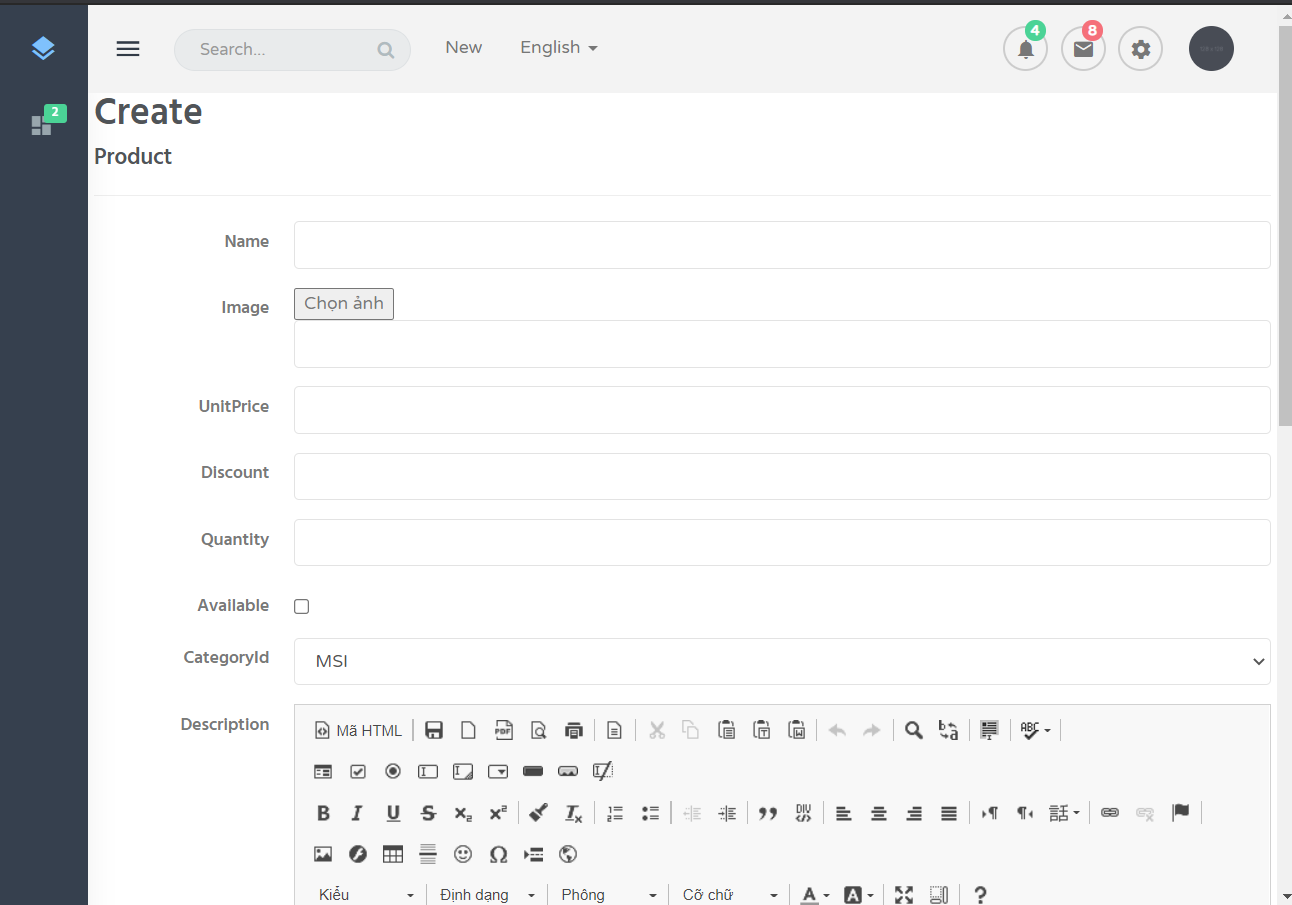 Search...
New
English
4
8
2
Create
Product
Name
Image
Chọn ảnh
UnitPrice
Discount
Quantity
Available
CategoryId
MSI
Description
Mã HTML
Kiểu
Định dạng
Phông
Cỡ chữ